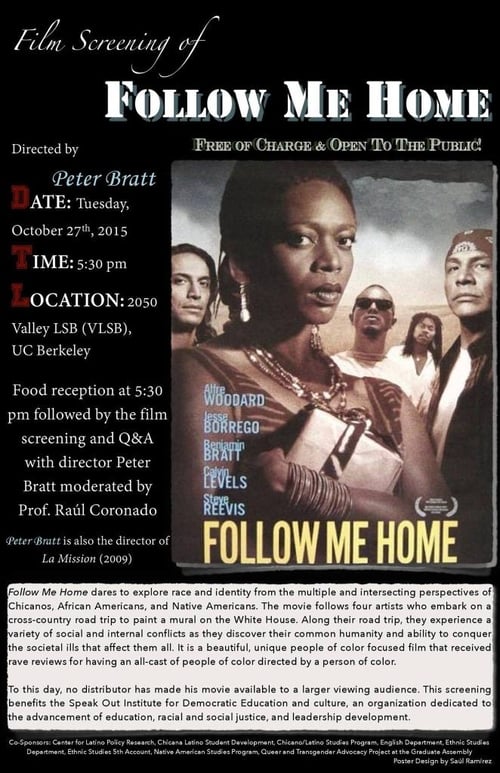 Film Screening of
FOLLOW ME HOME
FREE OF CHARGE & OPEN TO THE PUBLIC!
Directed by
Peter Bratt
DATE: Tuesday,
October 27th, 2015
TIME: 5:30 pm
LOCATION: 2050
Valley LSB (VLSB),
UC Berkeley
Food reception at 5:30
pm followed by the film
screening and Q&A
with director Peter
Bratt moderated by
Prof. Raúl Coronado
Peter Bratt is also the director of
La Mission (2009)
Alfre
WOODARD
Jesse
BORREGO
Benjamin
BRATT
Calvin
LEVELS
Steve
REEVIS
FOLLOW ME HOME
Follow Me Home dares to explore race and identity from the multiple and intersecting perspectives of
Chicanos, African Americans, and Native Americans. The movie follows four artists who embark on a
cross-country road trip to paint a mural on the White House. Along their road trip, they experience a
variety of social and internal conflicts as they discover their common humanity and ability to conquer
the societal ills that affect them all. It is a beautiful, unique people of color focused film that received
rave reviews for having an all-cast of people of color directed by a person of color.
To this day, no distributor has made his movie available to a larger viewing audience. This screening
benefits the Speak Out Institute for Democratic Education and culture, an organization dedicated to
the advancement of education, racial and social justice, and leadership development.
Co-Sponsors: Center for Latino Policy Research, Chicana Latino Student Development, Chicano/Latino Studies Program, English Department, Ethnic Studies
Department, Ethnic Studies 5th Account, Native American Studies Program, Queer and Transgender Advocacy Project at the Graduate Assembly
Poster Design by Saúl Ramírez